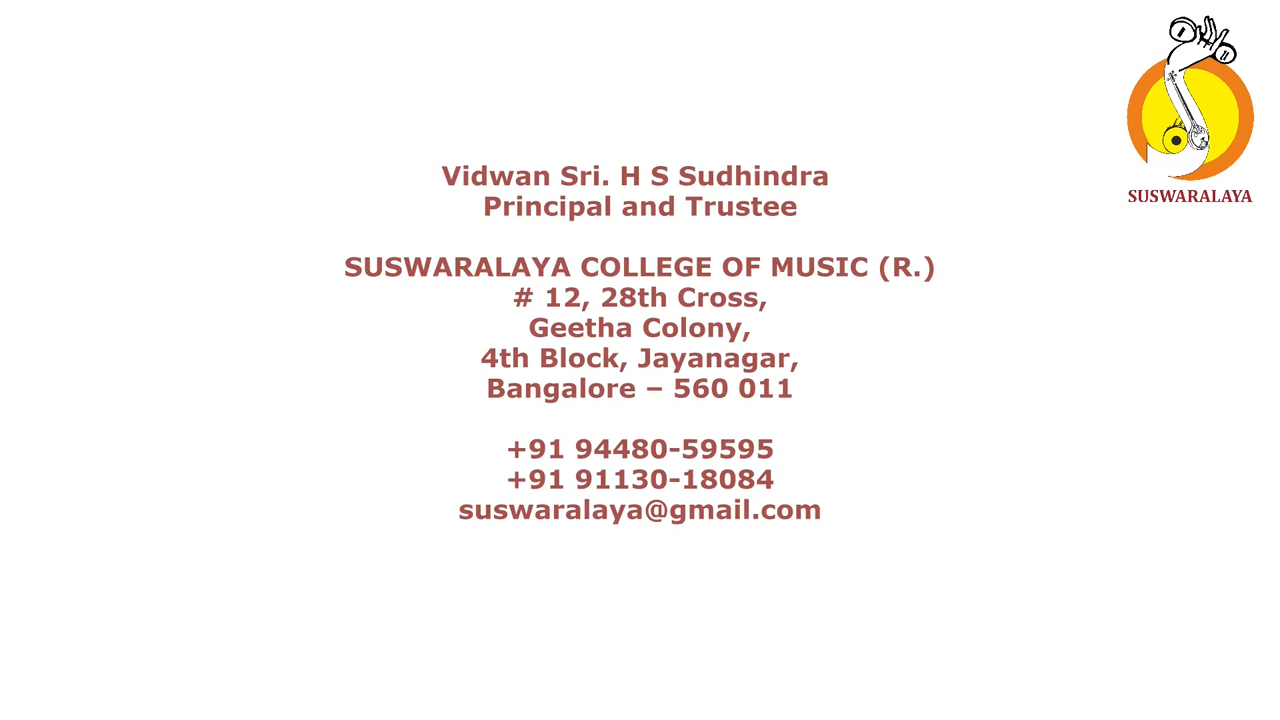 Vidwan Sri. H S Sudhindra
Principal and Trustee
SUSWARALAYA COLLEGE OF MUSIC (R.)
# 12, 28th Cross,
Geetha Colony,
4th Block, Jayanagar,
Bangalore – 560 011
+91 94480-59595
+91 91130-18084
suswaralaya@gmail.com
SUSWARALAYA